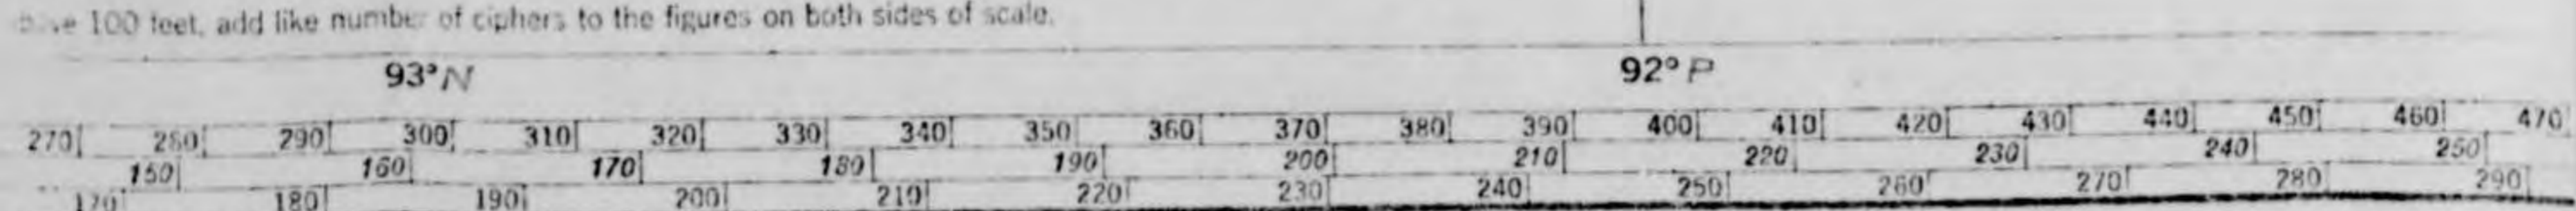 100 feet, add like number of ciphers to the figures on both sides of scale.
93°N 92°P
270 280 290 300 310 320 330 340 350 360 370 380 390 400 410 420 430 440 450 460 470
150 160 170 180 190 200 210 220 230 240 250
170 180 190 200 210 220 230 240 250 260 270 280 290